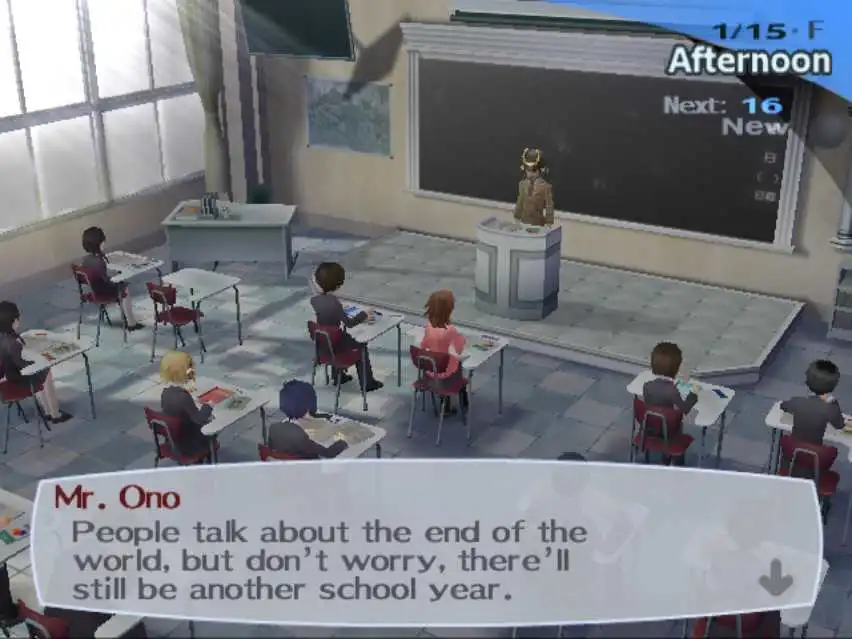 1/15・F
Afternoon
Next: 16
New
Mr. Ono
People talk about the end of the
world, but don't worry, there'll
still be another school year.